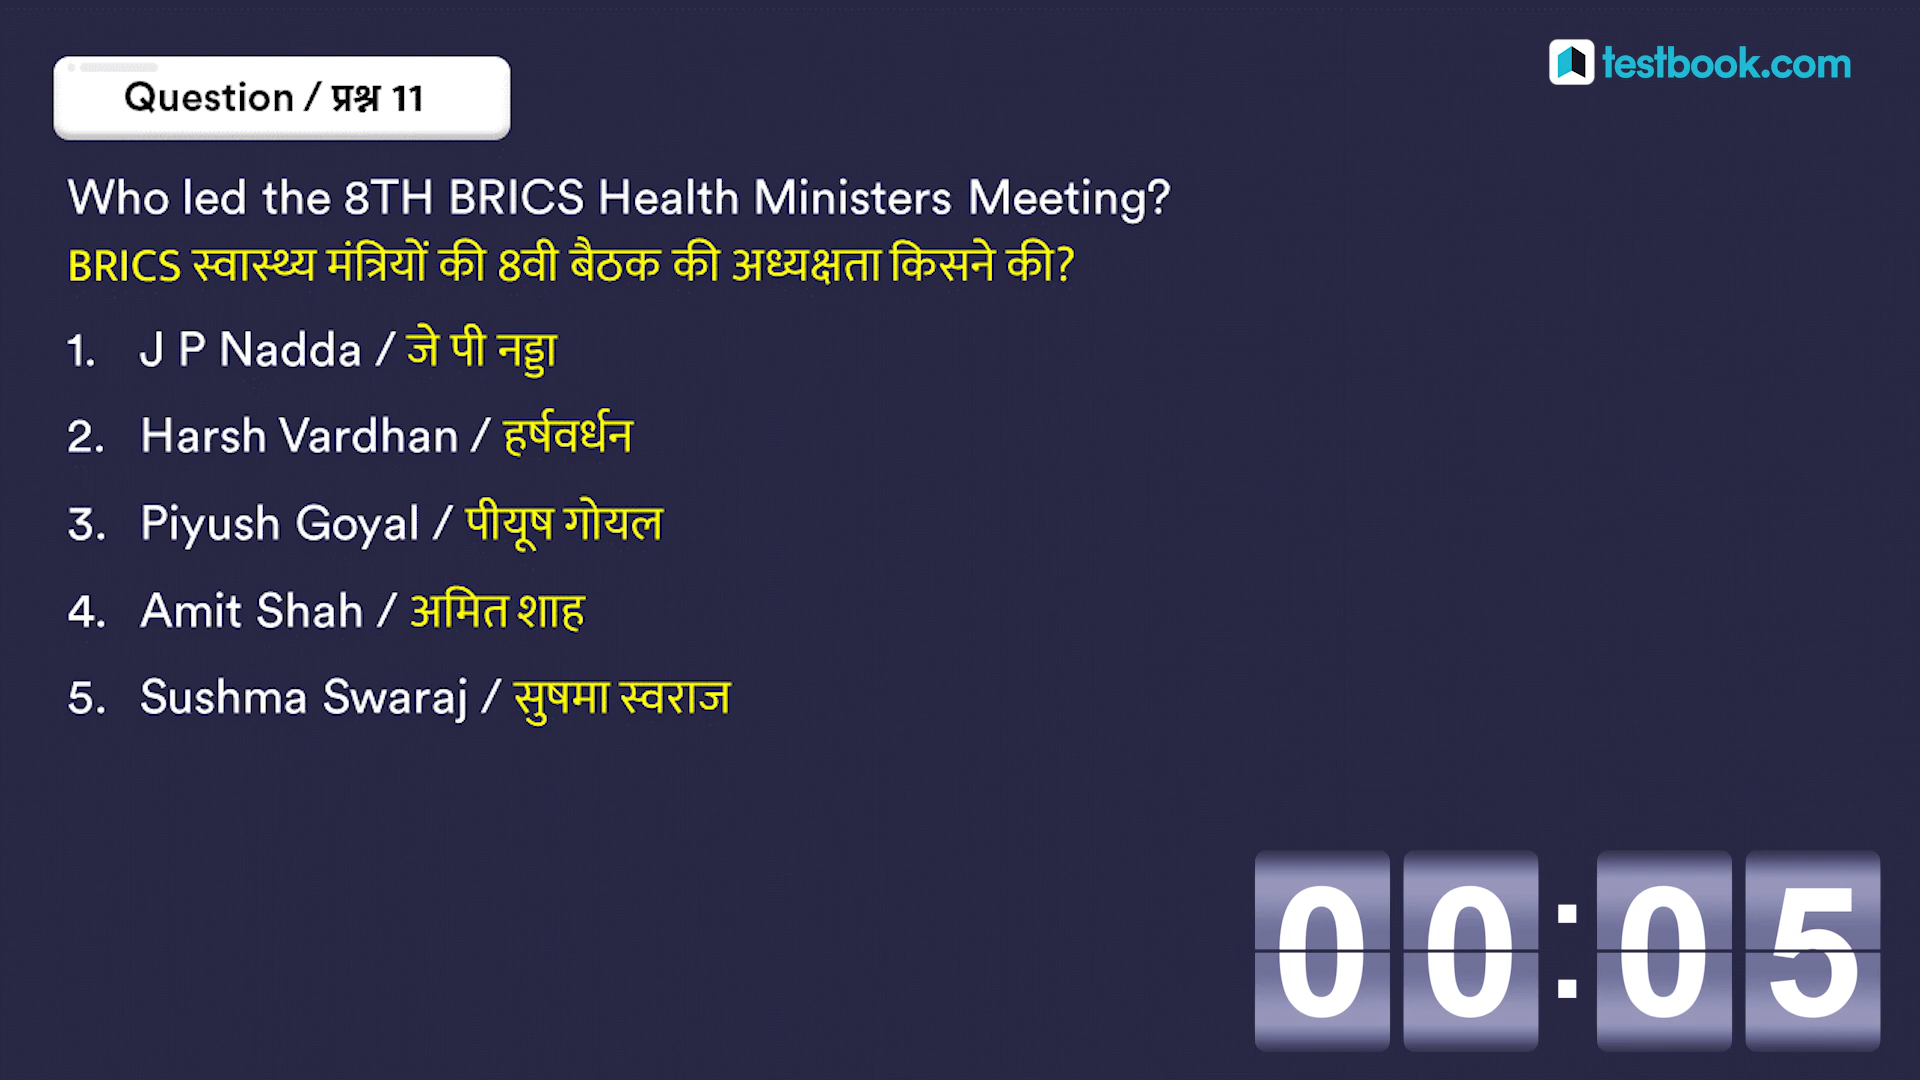 Question / प्रश्न 11
testbook.com
Who led the 8TH BRICS Health Ministers Meeting?
BRICS स्वास्थ्य मंत्रियों की 8वी बैठक की अध्यक्षता किसने की?
1. J P Nadda / जे पी नड्डा
2. Harsh Vardhan / हर्षवर्धन
3. Piyush Goyal / पीयूष गोयल
4. Amit Shah / अमित शाह
5. Sushma Swaraj / सुषमा स्वराज
00:05